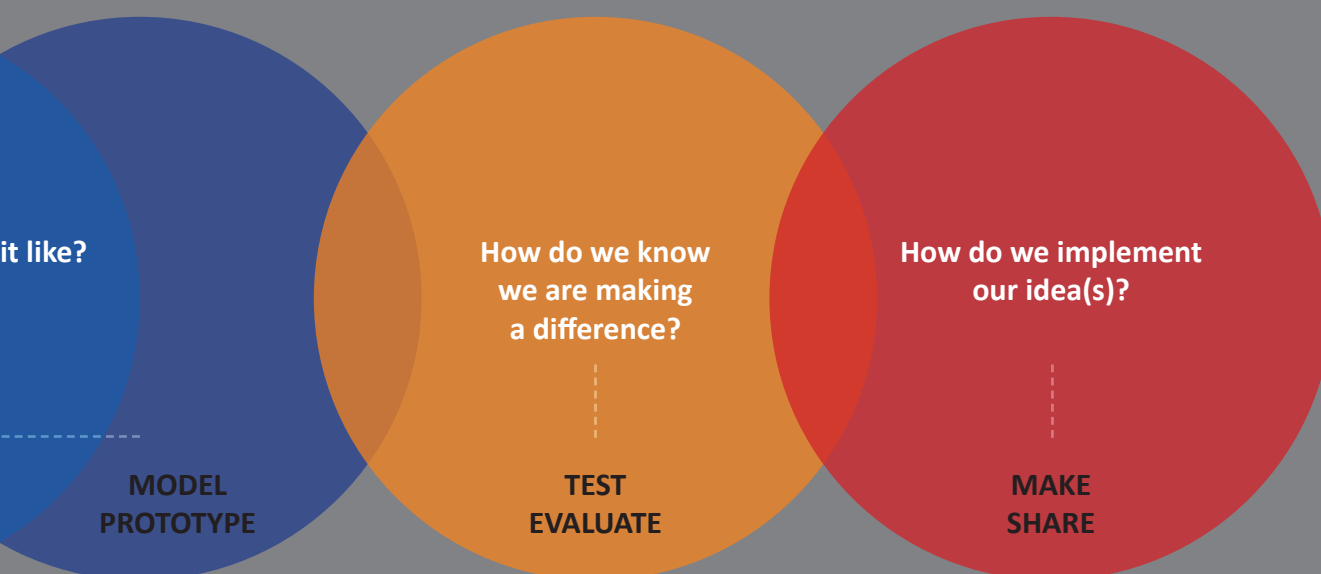 it like?
MODEL
PROTOTYPE
How do we know
we are making
a difference?
TEST
EVALUATE
How do we implement
our idea(s)?
MAKE
SHARE